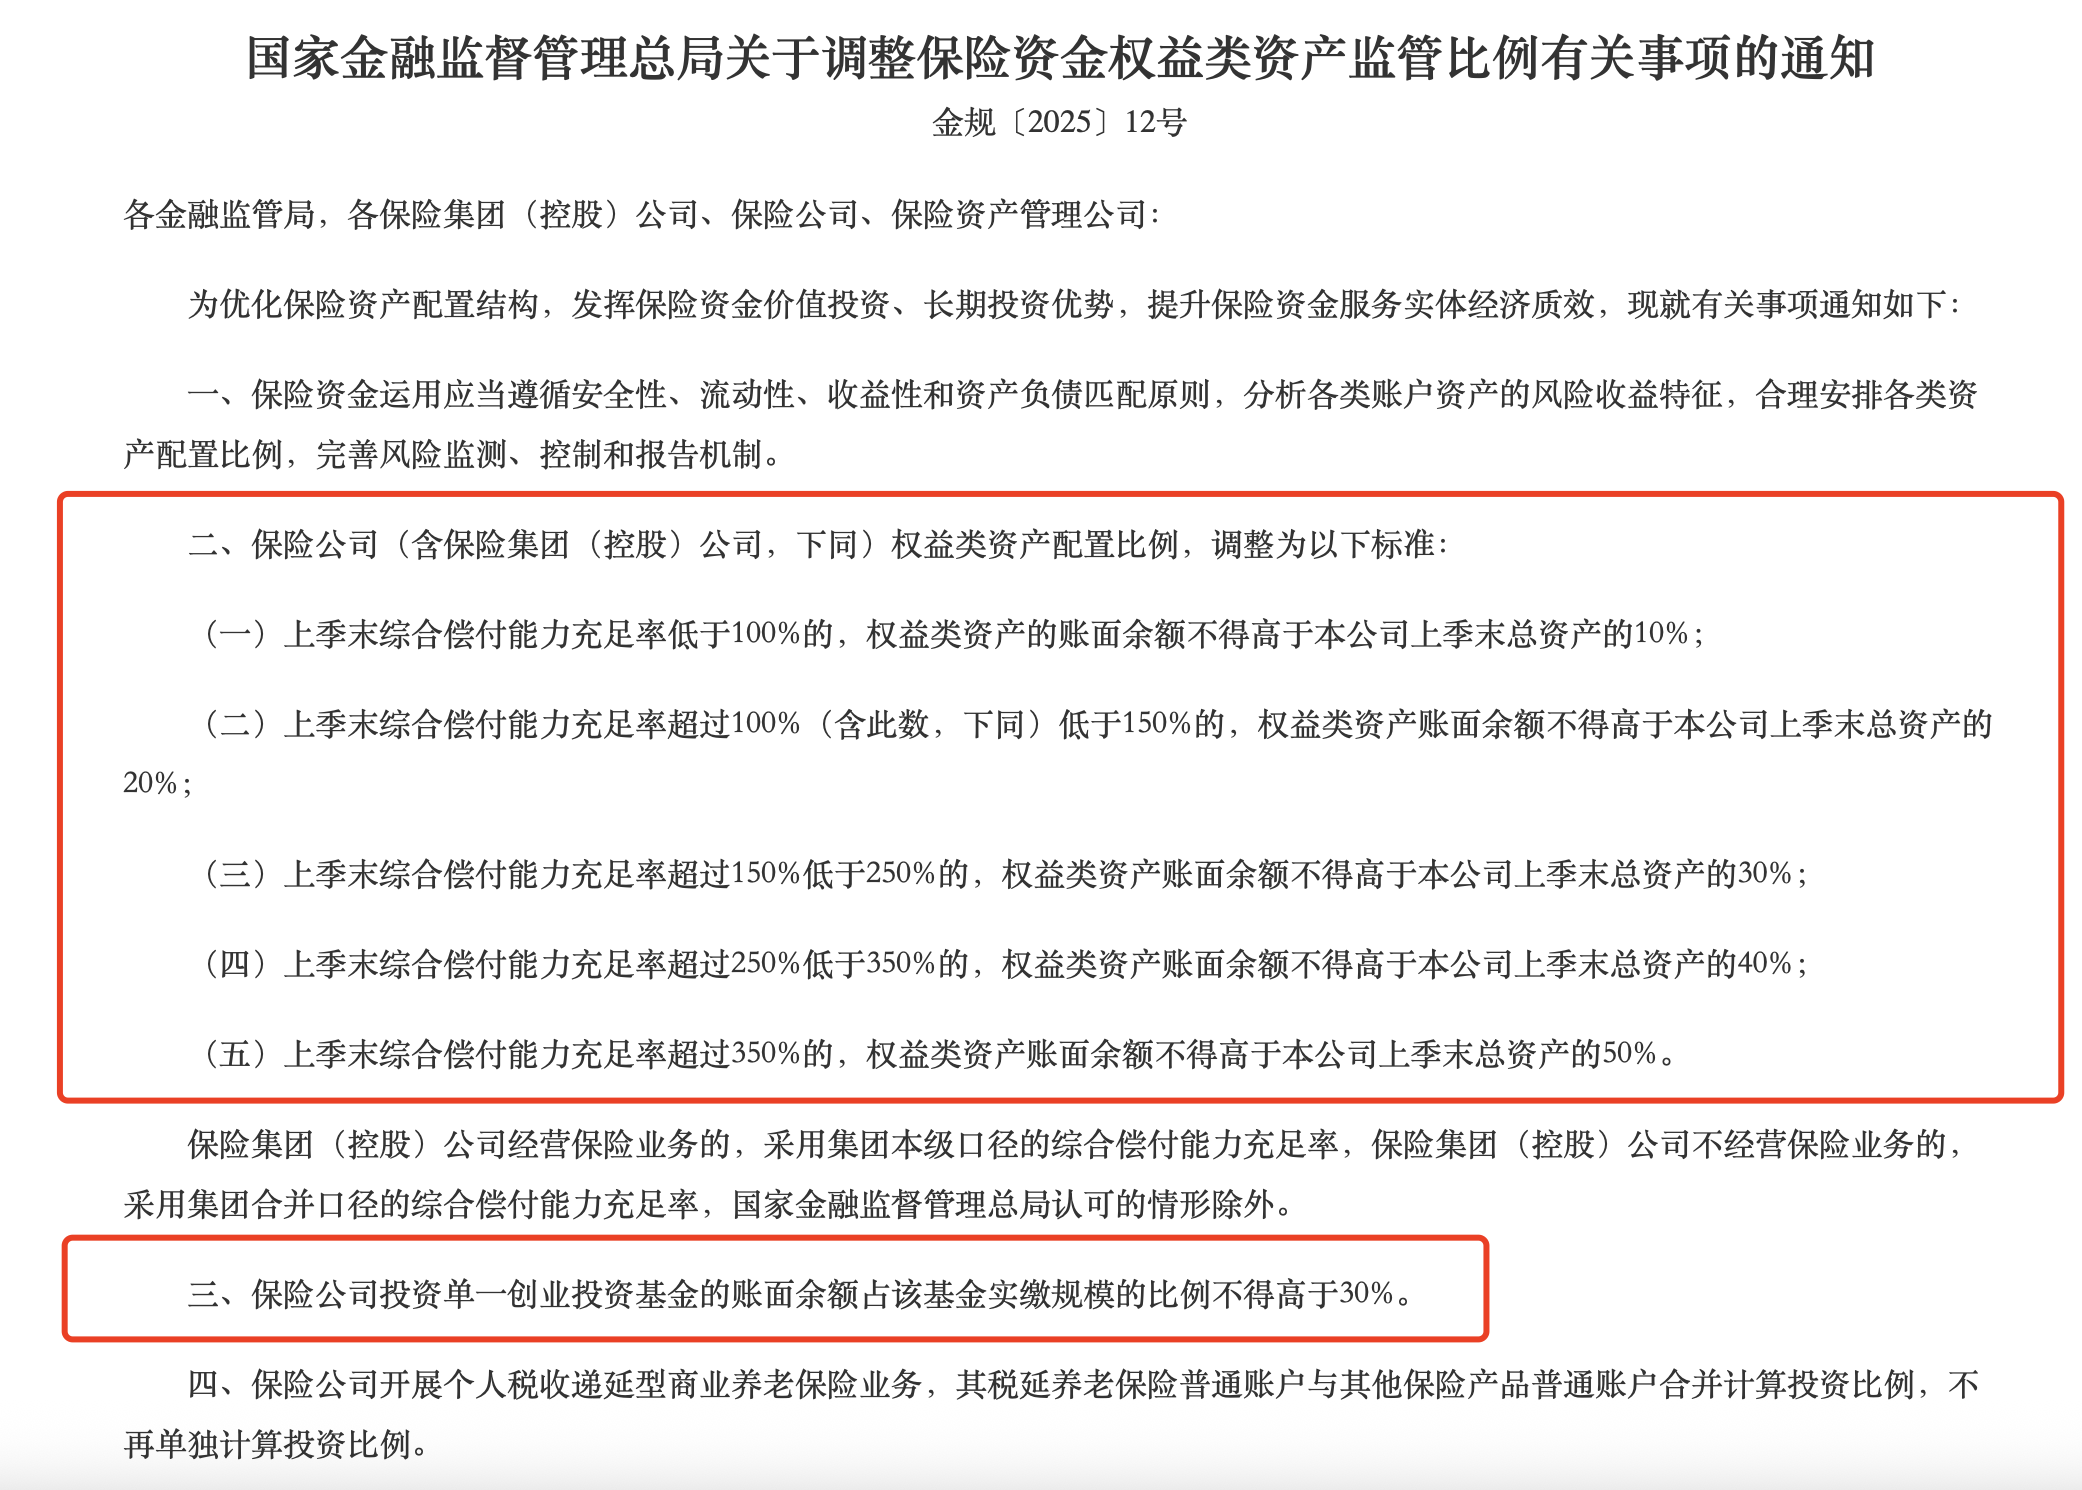 国家金融监督管理总局关于调整保险资金权益类资产监管比例有关事项的通知
金规〔2025〕12号
各金融监管局，各保险集团（控股）公司、保险公司、保险资产管理公司：
为优化保险资产配置结构，发挥保险资金价值投资、长期投资优势，提升保险资金服务实体经济质效，现就有关事项通知如下：
一、保险资金运用应当遵循安全性、流动性、收益性和资产负债匹配原则，分析各类账户资产的风险收益特征，合理安排各类资
产配置比例，完善风险监测、控制和报告机制。
二、保险公司（含保险集团（控股）公司，下同）权益类资产配置比例，调整为以下标准：
（一）上季末综合偿付能力充足率低于100%的，权益类资产的账面余额不得高于本公司上季末总资产的10%；
（二）上季末综合偿付能力充足率超过100%（含此数，下同）低于150%的，权益类资产账面余额不得高于本公司上季末总资产的
20%；
（三）上季末综合偿付能力充足率超过150%低于250%的，权益类资产账面余额不得高于本公司上季末总资产的30%；
（四）上季末综合偿付能力充足率超过250%低于350%的，权益类资产账面余额不得高于本公司上季末总资产的40%；
（五）上季末综合偿付能力充足率超过350%的，权益类资产账面余额不得高于本公司上季末总资产的50%。
保险集团（控股）公司经营保险业务的，采用集团本级口径的综合偿付能力充足率，保险集团（控股）公司不经营保险业务的，
采用集团合并口径的综合偿付能力充足率，国家金融监督管理总局认可的情形除外。
三、保险公司投资单一创业投资基金的账面余额占该基金实缴规模的比例不得高于30%。
四、保险公司开展个人税收递延型商业养老保险业务，其税延养老保险普通账户与其他保险产品普通账户合并计算投资比例，不
再单独计算投资比例。